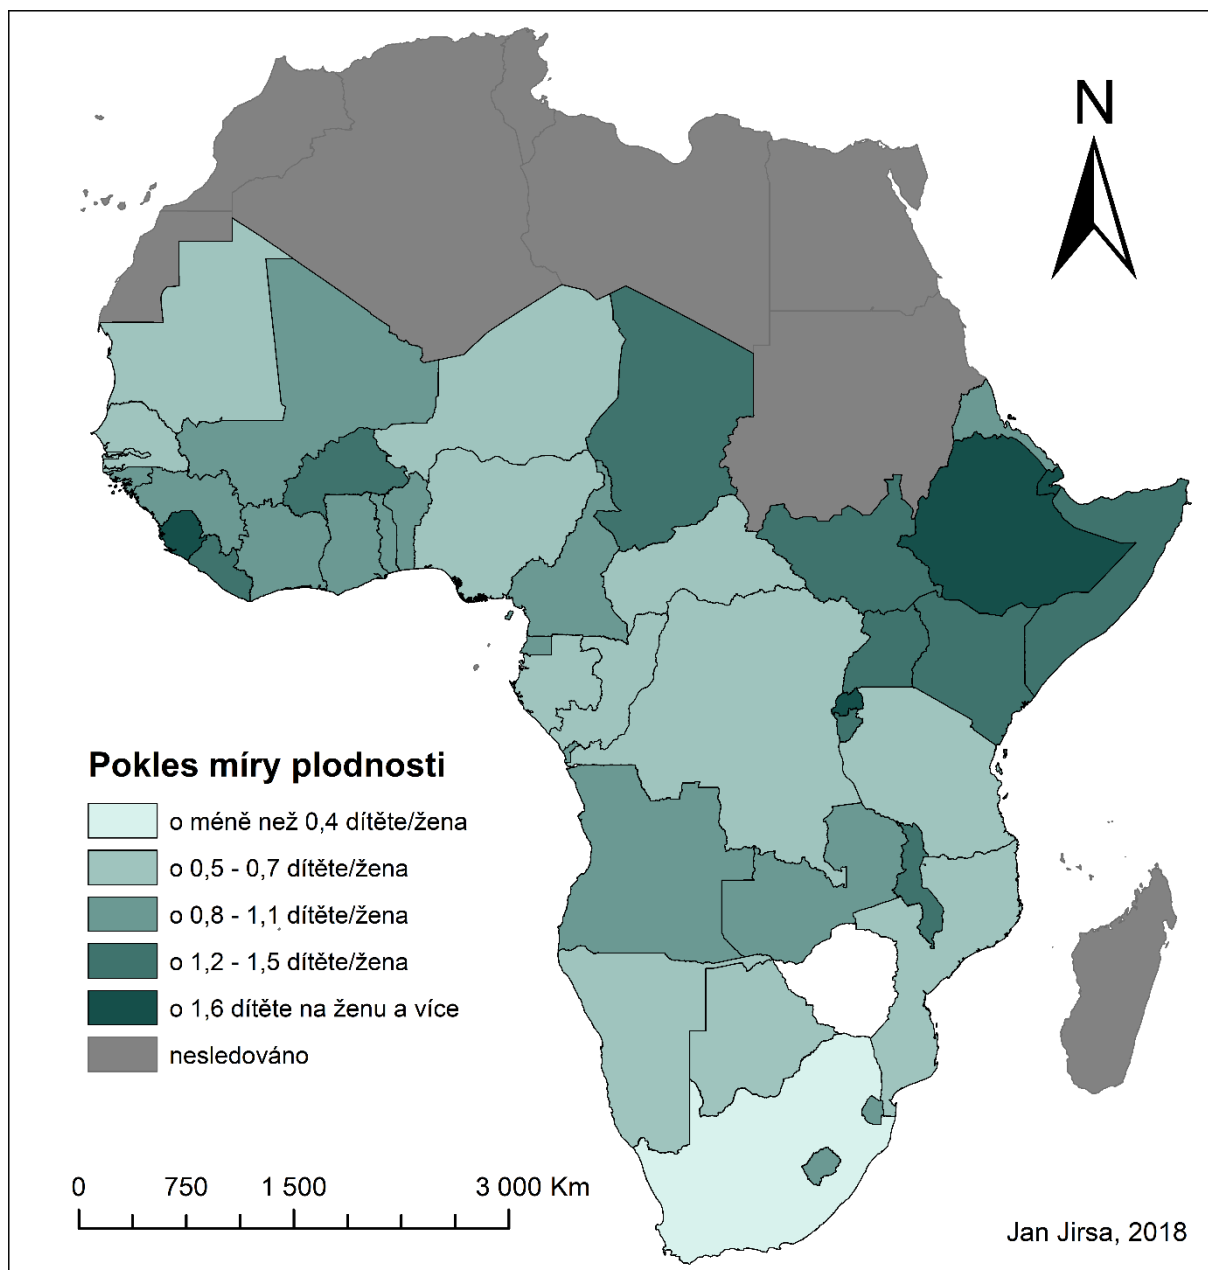 N
Pokles míry plodnosti
o méně než 0,4 dítěte/žena
o 0,5 - 0,7 dítěte/žena
o 0,8 - 1,1 dítěte/žena
o 1,2 - 1,5 dítěte/žena
o 1,6 dítěte na ženu a více
nesledováno
0 750 1 500 3 000 Km
Jan Jirsa, 2018